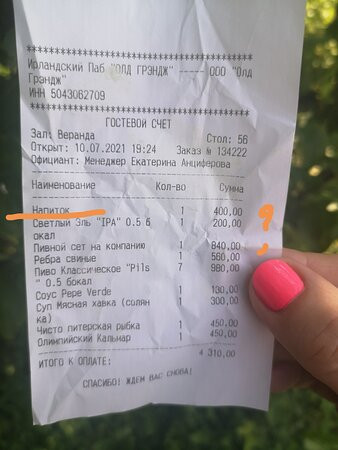 ************************************
Ирландский Паб "ОЛД ГРЭНДЖ" ----- ООО "Олд
Грэндж"
ИНН 5043062709
************************************
ГОСТЕВОЙ СЧЕТ
Зал: Веранда Стол: 56
Открыт: 10.07.2021 19:24 Заказ № 134222
Официант: Менеджер Екатерина Анциферова
Наименование Кол-во Сумма
Напиток 1 400,00 ?
Светлый Эль "IPA" 0.5 б 1 200,00
окал
Пивной сет на компанию 1 840,00
Ребра свиные 1 560,00
Пиво Классическое "Pils 7 980,00
" 0.5 бокал
Соус Pepe Verde 1 130,00
Суп Мясная хавка (солян 1 300,00
ка)
Чисто питерская рыбка 1 450,00
Олимпийский Кальмар 1 450,00
ИТОГО К ОПЛАТЕ: 4 310,00
СПАСИБО! ЖДЕМ ВАС СНОВА!